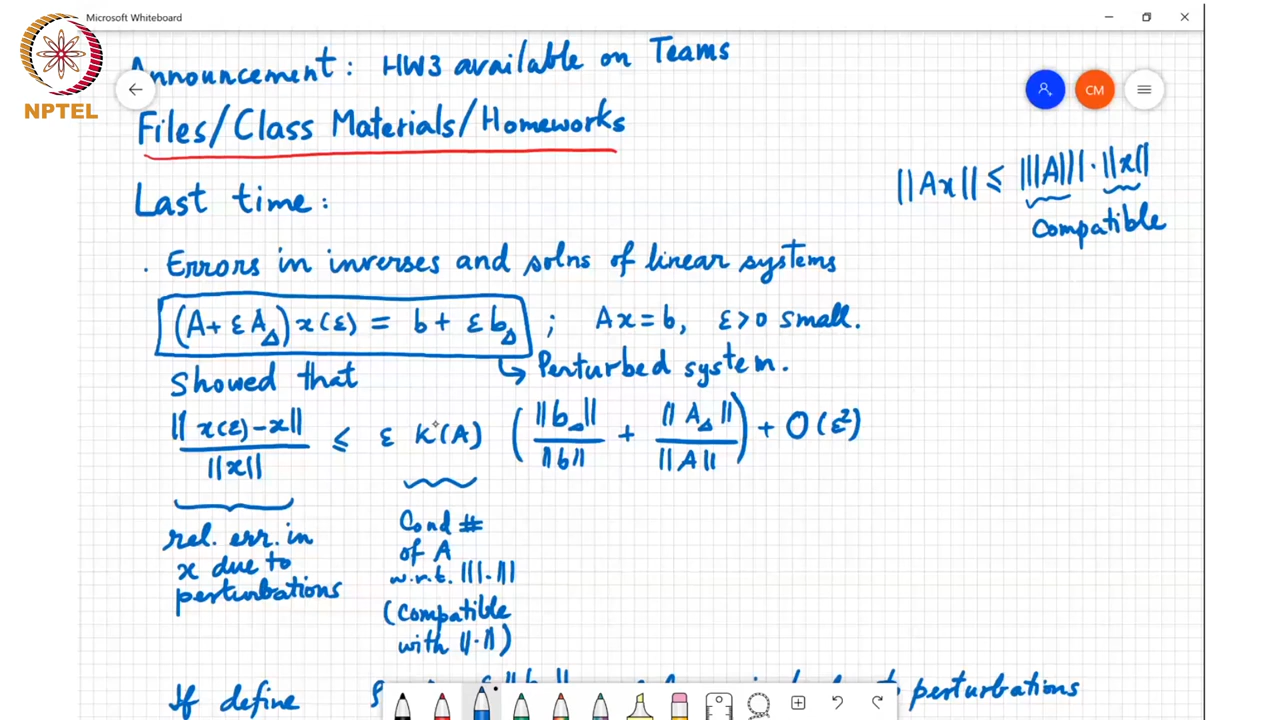 Microsoft Whiteboard
NPTEL
CM
Announcement: HW3 available on Teams
Files/Class Materials/Homeworks
||Ax|| ≤ |||A||| · ||x||
Compatible
Last time:
· Errors in inverses and solns of linear systems
(A + εA_Δ) x(ε) = b + εb_Δ ; Ax = b, ε>0 small.
↳ Perturbed system.
Showed that
||x(ε)-x|| / ||x|| ≤ ε K(A) ( ||b_Δ|| / ||b|| + ||A_Δ|| / ||A|| ) + O(ε²)
rel. err. in
x due to
perturbations
Cond #
of A
w.r.t. |||·|||
(Compatible
with ||·||)
If define perturbations